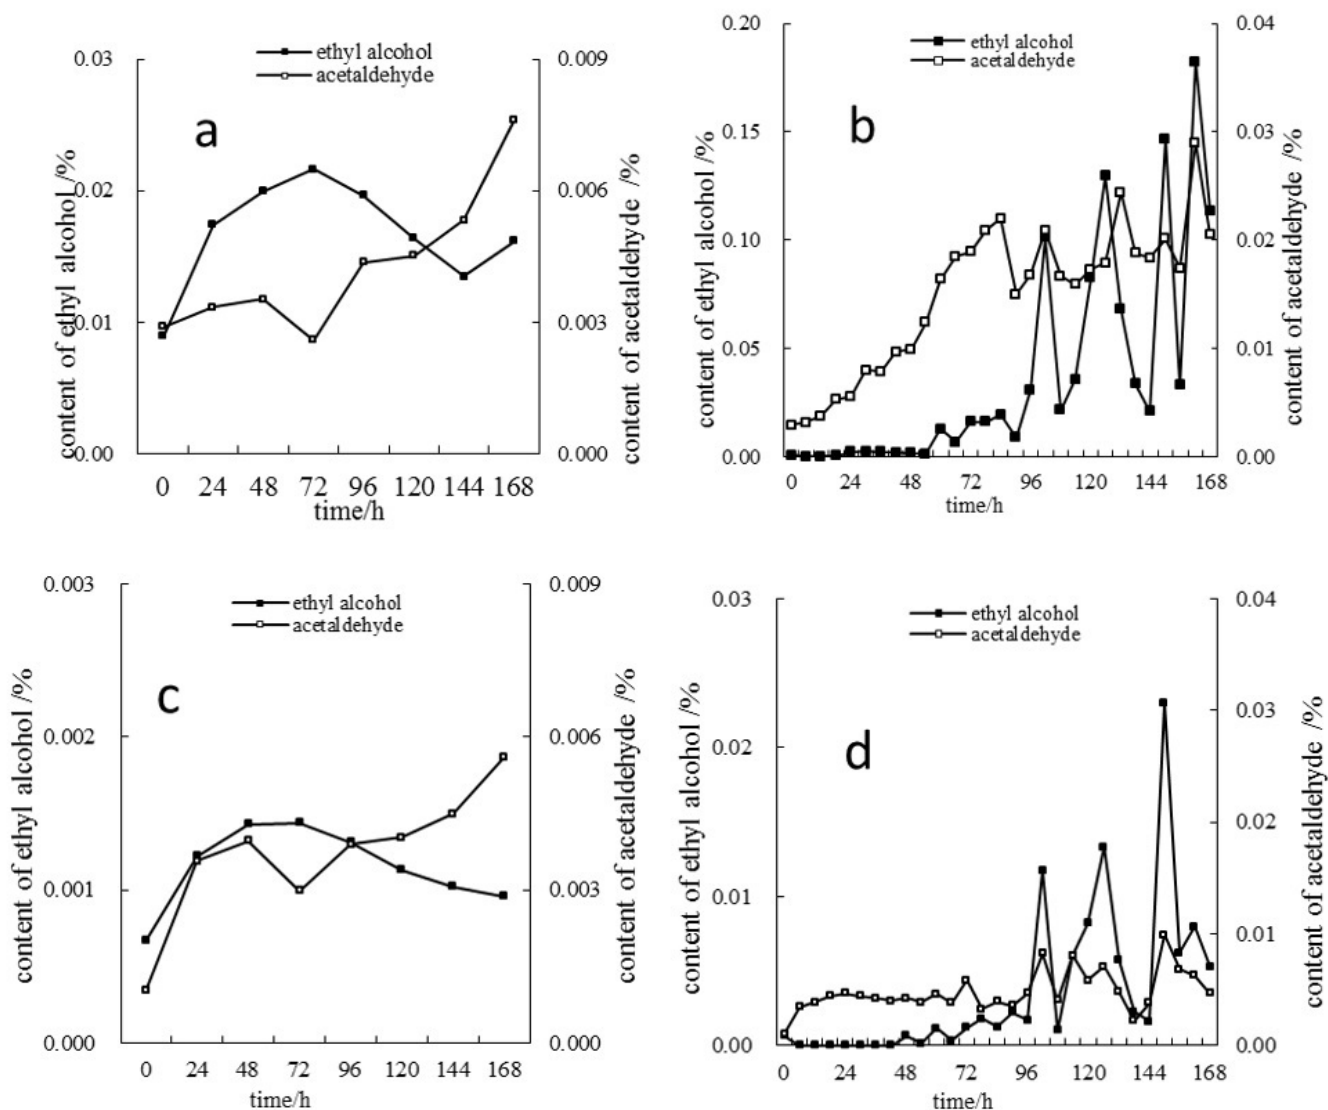 ethyl alcohol
acetaldehyde
a
0.03
0.02
0.01
0.00
0.009
0.006
0.003
0.000
content of ethyl alcohol /%
content of acetaldehyde /%
0 24 48 72 96 120 144 168
time/h
ethyl alcohol
acetaldehyde
b
0.20
0.15
0.10
0.05
0.00
0.04
0.03
0.02
0.01
0.00
content of ethyl alcohol /%
content of acetaldehyde /%
0 24 48 72 96 120 144 168
time/h
ethyl alcohol
acetaldehyde
c
0.003
0.002
0.001
0.000
0.009
0.006
0.003
0.000
content of ethyl alcohol /%
content of acetaldehyde /%
0 24 48 72 96 120 144 168
time/h
ethyl alcohol
acetaldehyde
d
0.03
0.02
0.01
0.00
0.04
0.03
0.02
0.01
0.00
content of ethyl alcohol /%
content of acetaldehyde /%
0 24 48 72 96 120 144 168
time/h